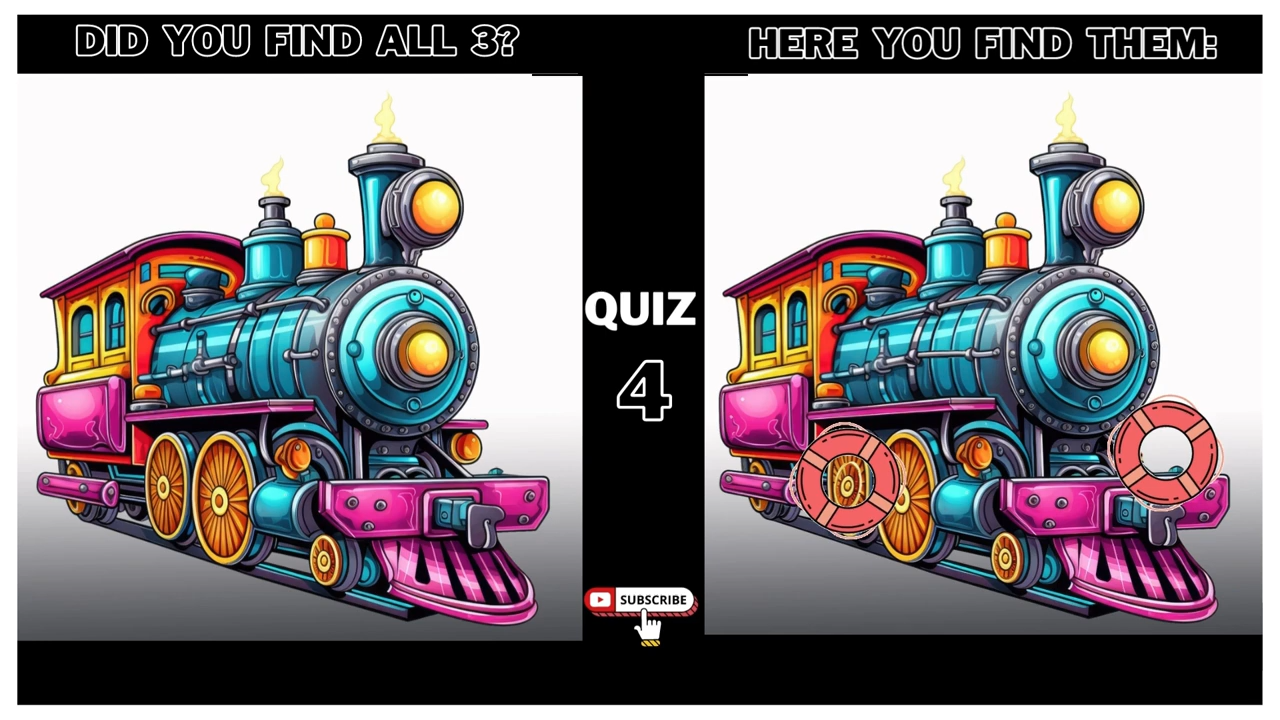 DID YOU FIND ALL 3?
HERE YOU FIND THEM:
QUIZ
4
SUBSCRIBE